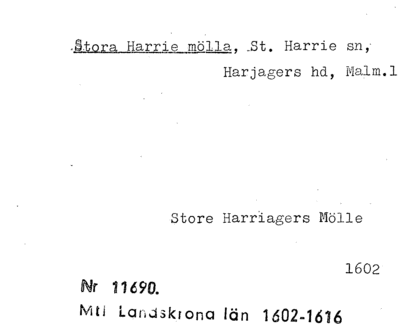 Stora Harrie mölla, St. Harrie sn,
Harjagers hd, Malm.l
Store Harriagers Mölle
1602
Nr 11690.
Mtl Landskrona län 1602-1616